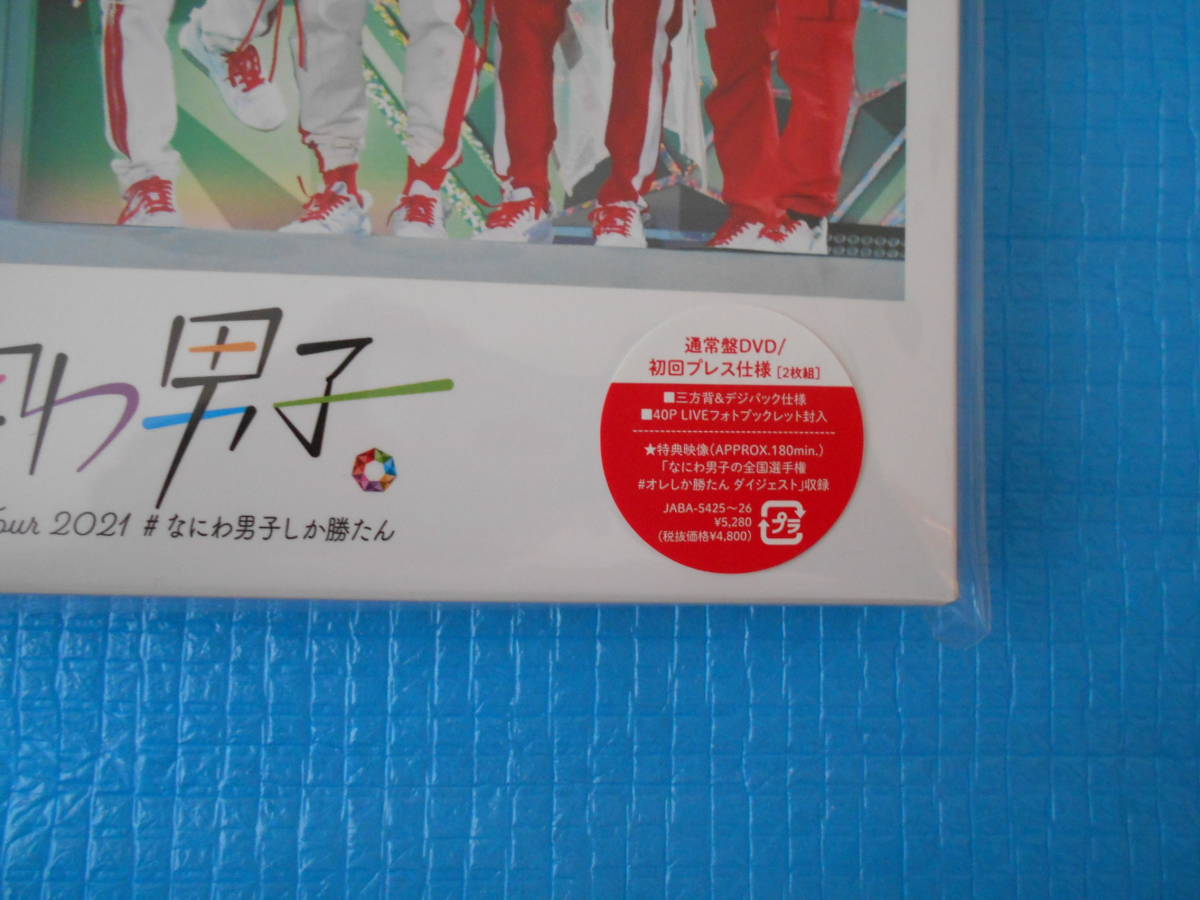 わ男子
our 2021 # なにわ男子しか勝たん
通常盤DVD/
初回プレス仕様 [2枚組]
■三方背&デジパック仕様
■40P LIVEフォトブックレット封入
★特典映像(APPROX.180min.)
「なにわ男子の全国選手権
#オレしか勝たん ダイジェスト」収録
JABA-5425～26
¥5,280
(税抜価格¥4,800)
プラ